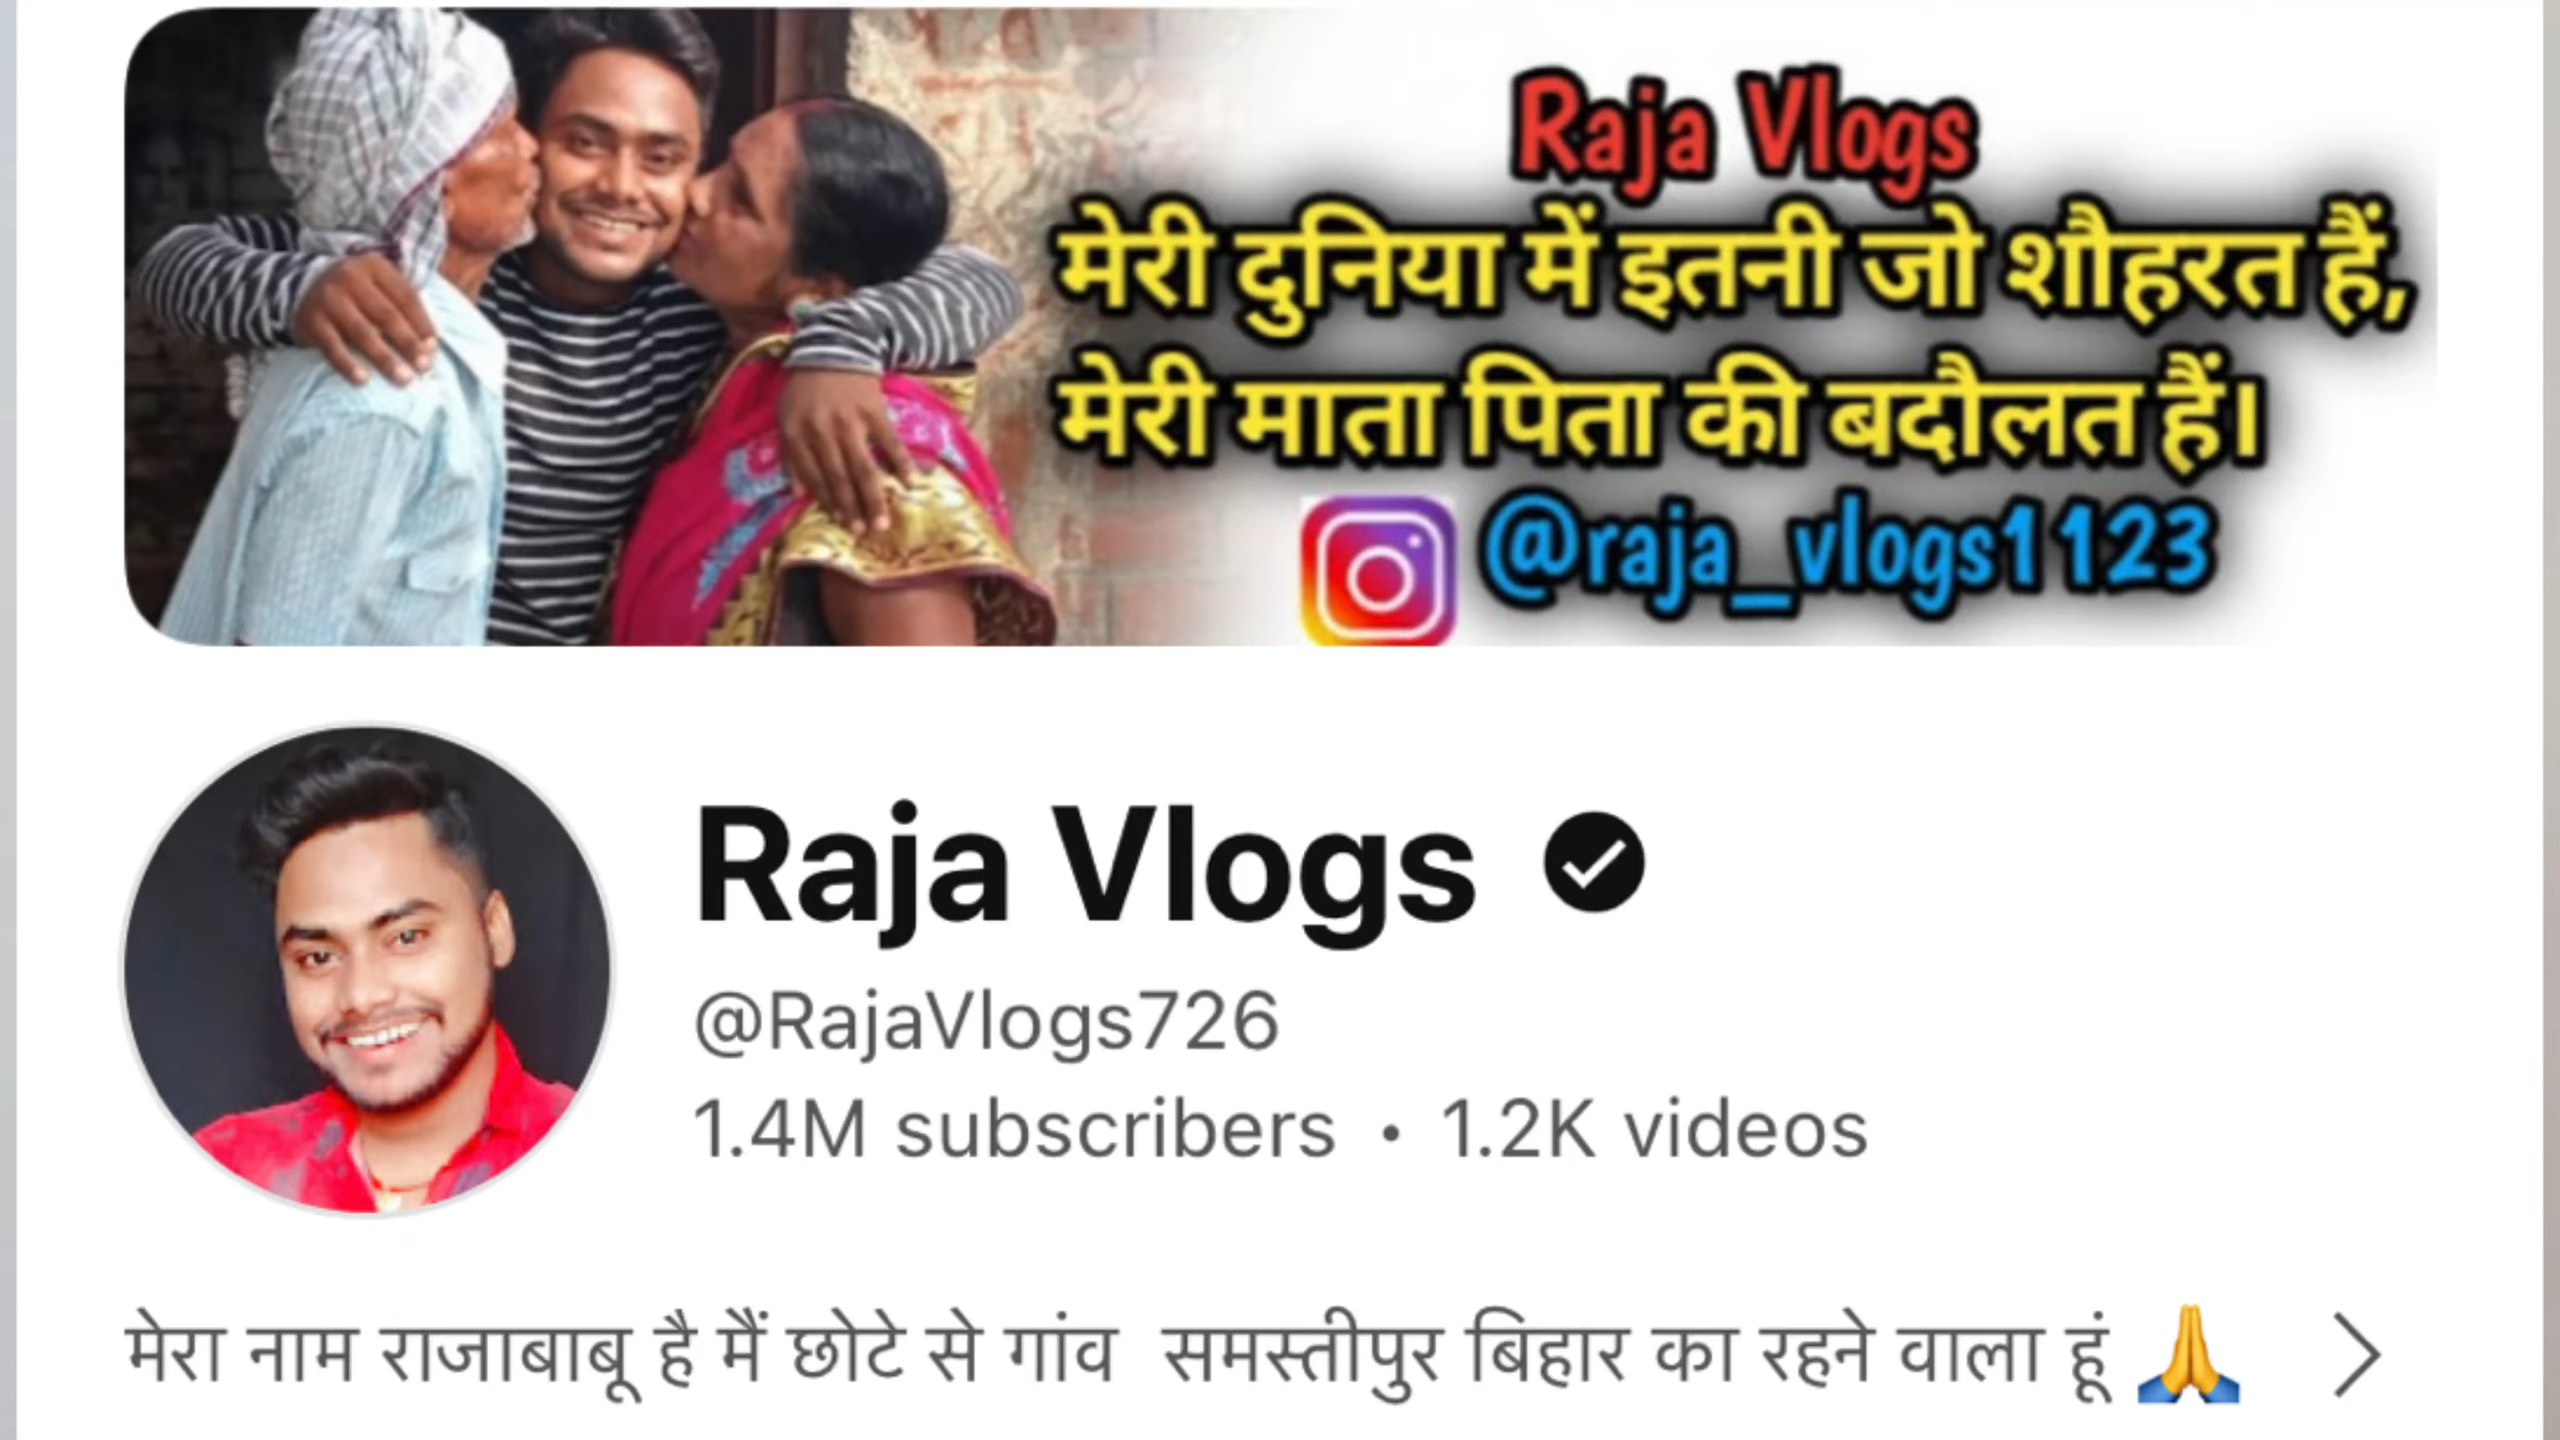 Raja Vlogs
मेरी दुनिया में इतनी जो शौहरत हैं,
मेरी माता पिता की बदौलत हैं।
@raja_vlogs1123
Raja Vlogs
@RajaVlogs726
1.4M subscribers • 1.2K videos
मेरा नाम राजाबाबू है मैं छोटे से गांव समस्तीपुर बिहार का रहने वाला हूं 🙏